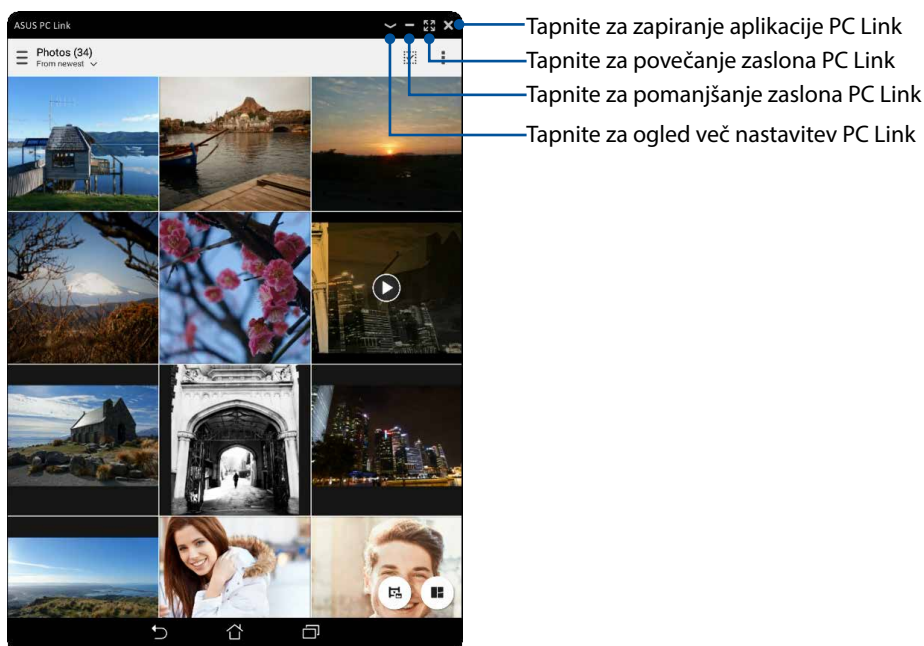 ASUS PC Link
Photos (34)
From newest
Tapnite za zapiranje aplikacije PC Link
Tapnite za povečanje zaslona PC Link
Tapnite za pomanjšanje zaslona PC Link
Tapnite za ogled več nastavitev PC Link